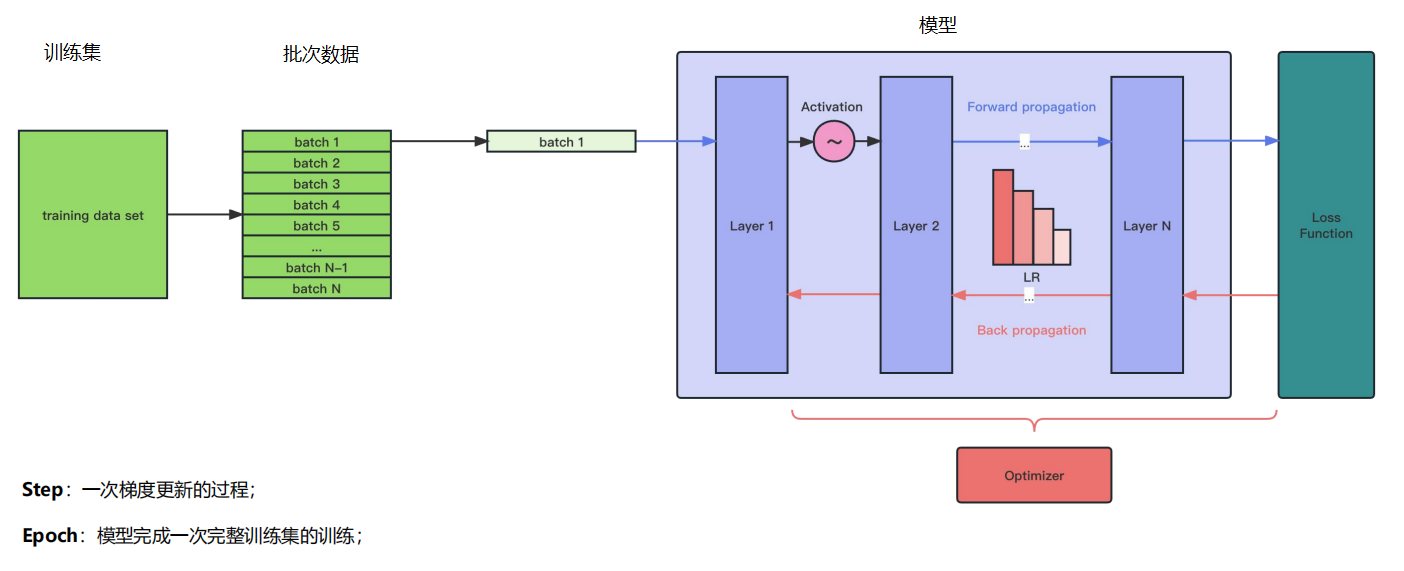 模型
训练集
批次数据
training data set
batch 1
batch 2
batch 3
batch 4
batch 5
...
batch N-1
batch N
batch 1
Layer 1
Activation
~
Layer 2
Forward propagation
...
LR
...
Back propagation
Layer N
Loss
Function
Optimizer
Step：一次梯度更新的过程；
Epoch：模型完成一次完整训练集的训练；